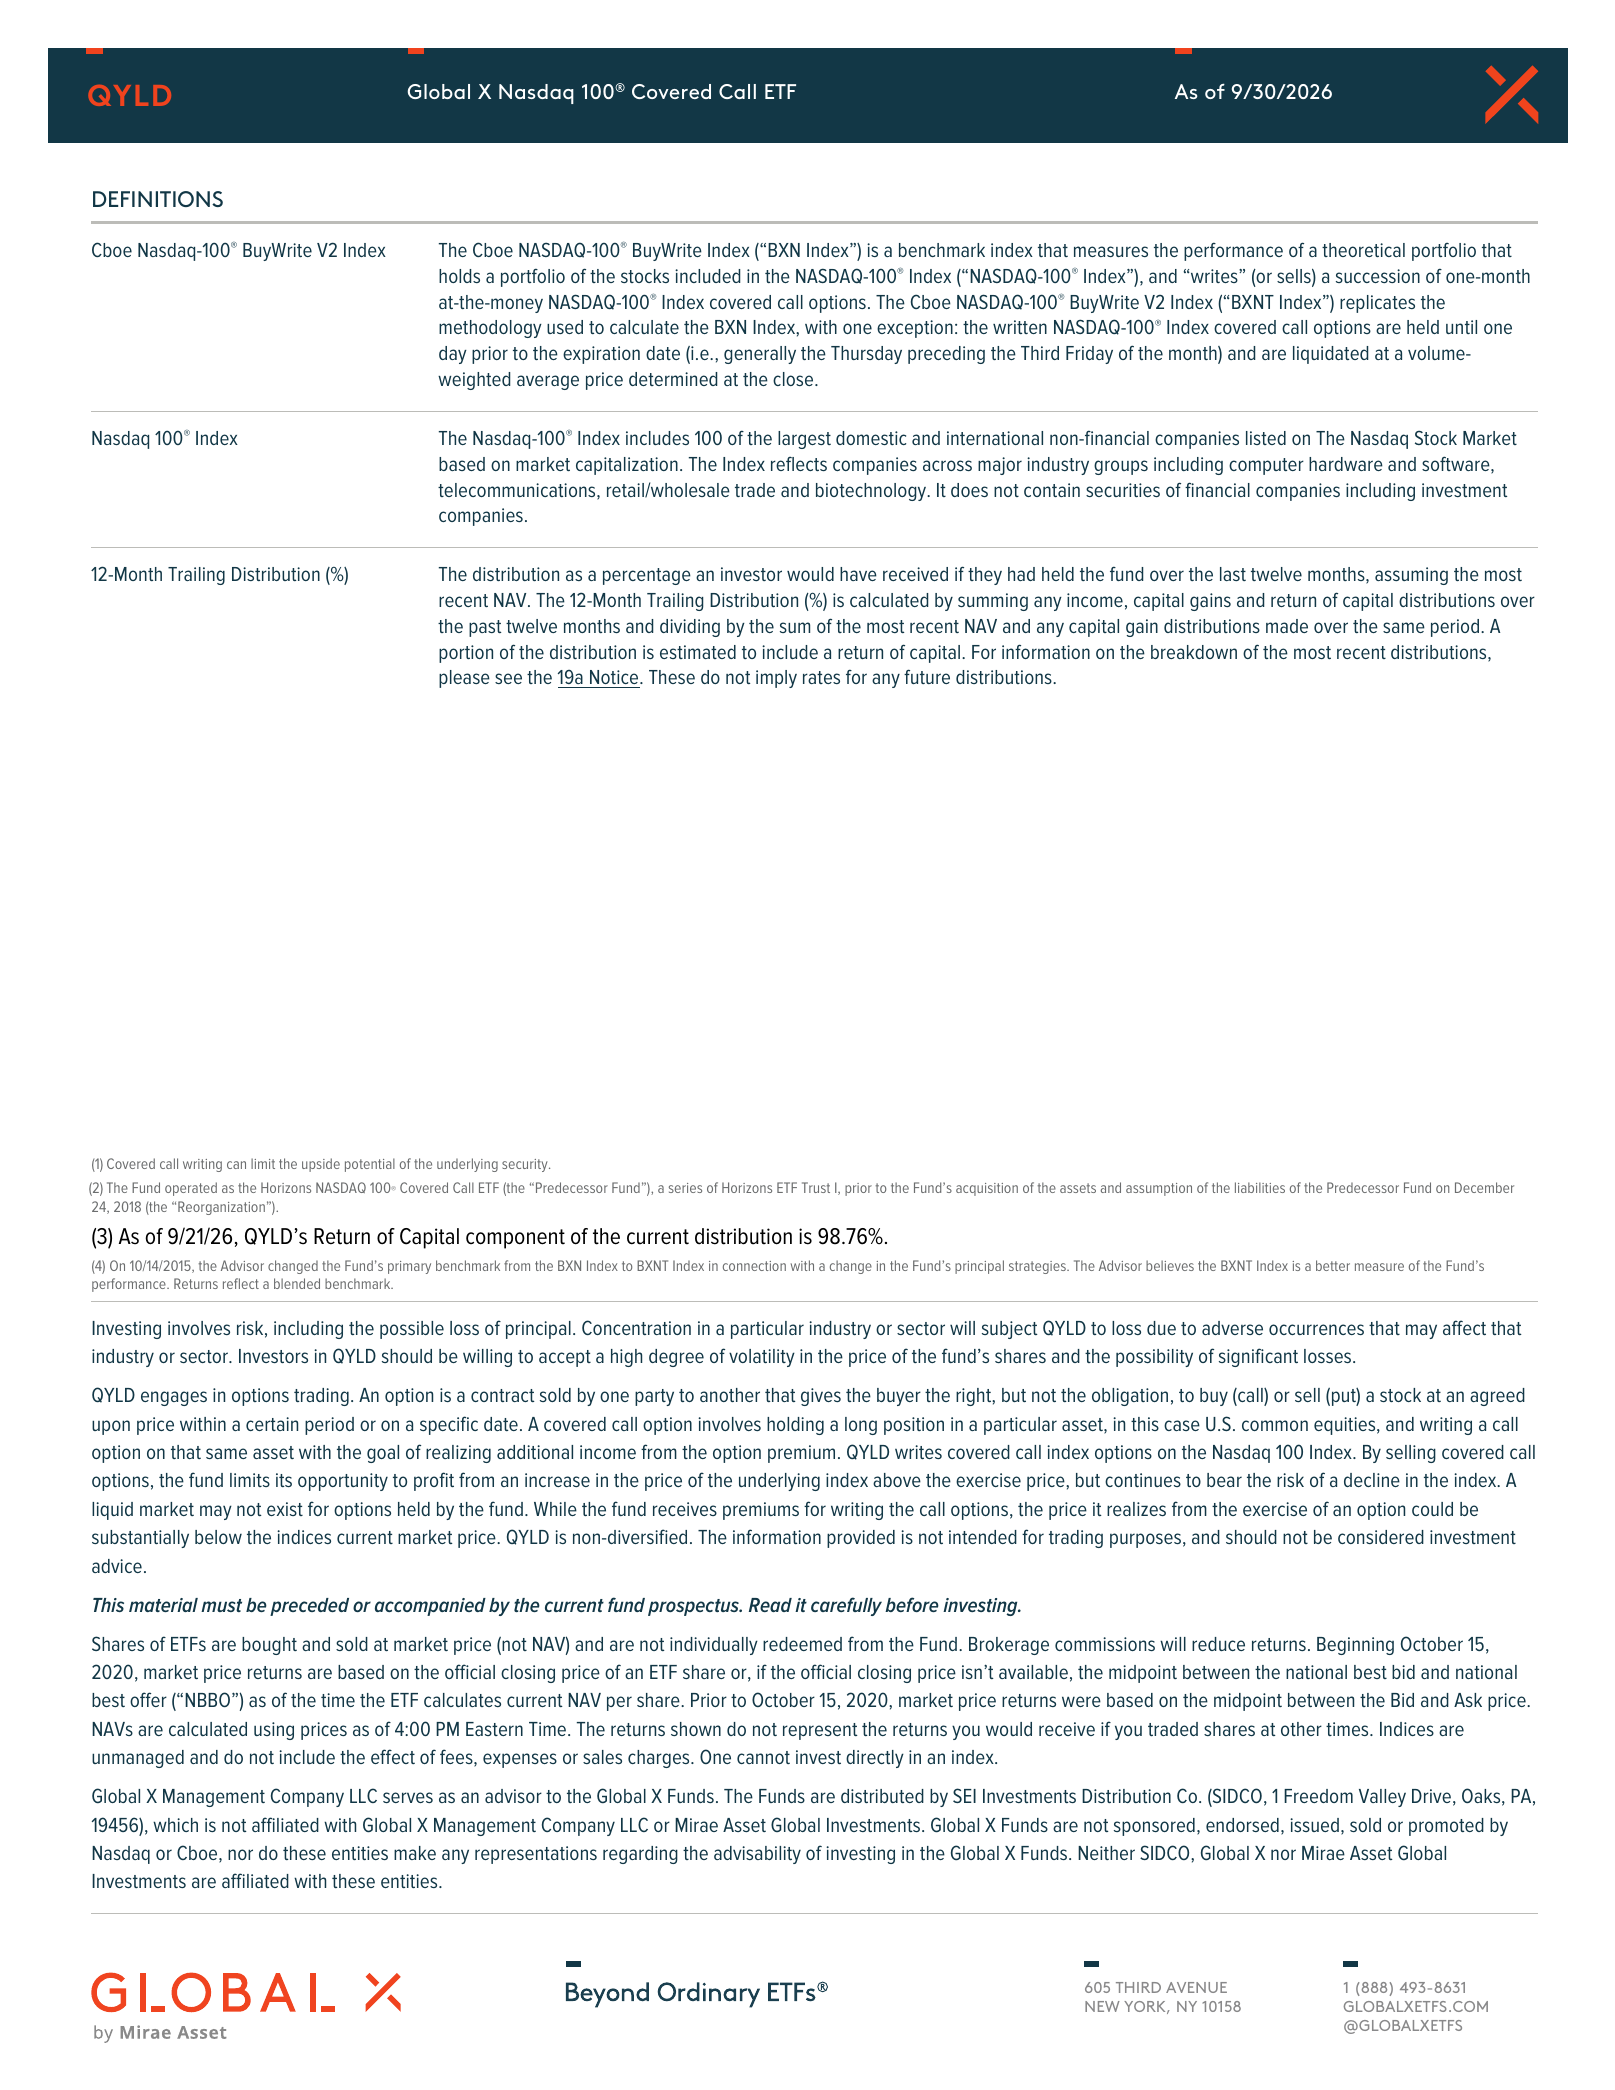 QYLD
Global X Nasdaq 100® Covered Call ETF
As of 9/30/2026
DEFINITIONS
Cboe Nasdaq-100® BuyWrite V2 Index
The Cboe NASDAQ-100® BuyWrite Index (“BXN Index”) is a benchmark index that measures the performance of a theoretical portfolio that
holds a portfolio of the stocks included in the NASDAQ-100® Index (“NASDAQ-100® Index”), and “writes” (or sells) a succession of one-month
at-the-money NASDAQ-100® Index covered call options. The Cboe NASDAQ-100® BuyWrite V2 Index (“BXNT Index”) replicates the
methodology used to calculate the BXN Index, with one exception: the written NASDAQ-100® Index covered call options are held until one
day prior to the expiration date (i.e., generally the Thursday preceding the Third Friday of the month) and are liquidated at a volume-
weighted average price determined at the close.
Nasdaq 100® Index
The Nasdaq-100® Index includes 100 of the largest domestic and international non-financial companies listed on The Nasdaq Stock Market
based on market capitalization. The Index reflects companies across major industry groups including computer hardware and software,
telecommunications, retail/wholesale trade and biotechnology. It does not contain securities of financial companies including investment
companies.
12-Month Trailing Distribution (%)
The distribution as a percentage an investor would have received if they had held the fund over the last twelve months, assuming the most
recent NAV. The 12-Month Trailing Distribution (%) is calculated by summing any income, capital gains and return of capital distributions over
the past twelve months and dividing by the sum of the most recent NAV and any capital gain distributions made over the same period. A
portion of the distribution is estimated to include a return of capital. For information on the breakdown of the most recent distributions,
please see the 19a Notice. These do not imply rates for any future distributions.
(1) Covered call writing can limit the upside potential of the underlying security.
(2) The Fund operated as the Horizons NASDAQ 100® Covered Call ETF (the “Predecessor Fund”), a series of Horizons ETF Trust I, prior to the Fund’s acquisition of the assets and assumption of the liabilities of the Predecessor Fund on December
24, 2018 (the “Reorganization”).
(3) As of 9/21/26, QYLD’s Return of Capital component of the current distribution is 98.76%.
(4) On 10/14/2015, the Advisor changed the Fund’s primary benchmark from the BXN Index to BXNT Index in connection with a change in the Fund’s principal strategies. The Advisor believes the BXNT Index is a better measure of the Fund’s
performance. Returns reflect a blended benchmark.
Investing involves risk, including the possible loss of principal. Concentration in a particular industry or sector will subject QYLD to loss due to adverse occurrences that may affect that
industry or sector. Investors in QYLD should be willing to accept a high degree of volatility in the price of the fund’s shares and the possibility of significant losses.
QYLD engages in options trading. An option is a contract sold by one party to another that gives the buyer the right, but not the obligation, to buy (call) or sell (put) a stock at an agreed
upon price within a certain period or on a specific date. A covered call option involves holding a long position in a particular asset, in this case U.S. common equities, and writing a call
option on that same asset with the goal of realizing additional income from the option premium. QYLD writes covered call index options on the Nasdaq 100 Index. By selling covered call
options, the fund limits its opportunity to profit from an increase in the price of the underlying index above the exercise price, but continues to bear the risk of a decline in the index. A
liquid market may not exist for options held by the fund. While the fund receives premiums for writing the call options, the price it realizes from the exercise of an option could be
substantially below the indices current market price. QYLD is non-diversified. The information provided is not intended for trading purposes, and should not be considered investment
advice.
This material must be preceded or accompanied by the current fund prospectus. Read it carefully before investing.
Shares of ETFs are bought and sold at market price (not NAV) and are not individually redeemed from the Fund. Brokerage commissions will reduce returns. Beginning October 15,
2020, market price returns are based on the official closing price of an ETF share or, if the official closing price isn’t available, the midpoint between the national best bid and national
best offer (“NBBO”) as of the time the ETF calculates current NAV per share. Prior to October 15, 2020, market price returns were based on the midpoint between the Bid and Ask price.
NAVs are calculated using prices as of 4:00 PM Eastern Time. The returns shown do not represent the returns you would receive if you traded shares at other times. Indices are
unmanaged and do not include the effect of fees, expenses or sales charges. One cannot invest directly in an index.
Global X Management Company LLC serves as an advisor to the Global X Funds. The Funds are distributed by SEI Investments Distribution Co. (SIDCO, 1 Freedom Valley Drive, Oaks, PA,
19456), which is not affiliated with Global X Management Company LLC or Mirae Asset Global Investments. Global X Funds are not sponsored, endorsed, issued, sold or promoted by
Nasdaq or Cboe, nor do these entities make any representations regarding the advisability of investing in the Global X Funds. Neither SIDCO, Global X nor Mirae Asset Global
Investments are affiliated with these entities.
GLOBAL X
by Mirae Asset
Beyond Ordinary ETFs®
605 THIRD AVENUE
NEW YORK, NY 10158
1 (888) 493-8631
GLOBALXETFS.COM
@GLOBALXETFS